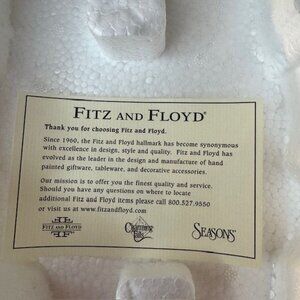 FITZ AND FLOYD®
Thank you for choosing Fitz and Floyd.
Since 1960, the Fitz and Floyd hallmark has become synonymous
with excellence in design, style and quality. Fitz and Floyd has
evolved as the leader in the design and manufacture of hand
painted giftware, tableware, and decorative accessories.
Our mission is to offer you the finest quality and service.
Should you have any questions on where to locate
additional Fitz and Floyd items please call 800.527.9550
or visit us at www.fitzandfloyd.com
FITZ AND FLOYD
Charming Tails
SEASONS